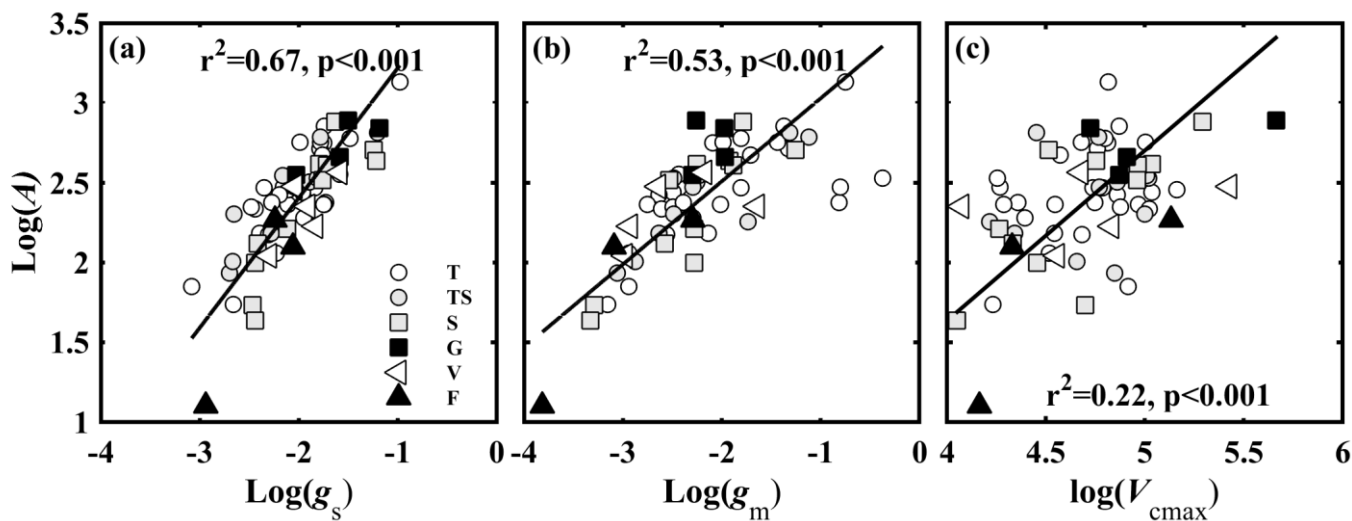 (a)
r²=0.67, p<0.001
(b)
r²=0.53, p<0.001
(c)
r²=0.22, p<0.001
Log(A)
3.5
3
2.5
2
1.5
1
T
TS
S
G
V
F
-4 -3 -2 -1 0
-4 -3 -2 -1 0
4 4.5 5 5.5 6
Log(gs)
Log(gm)
log(Vcmax)